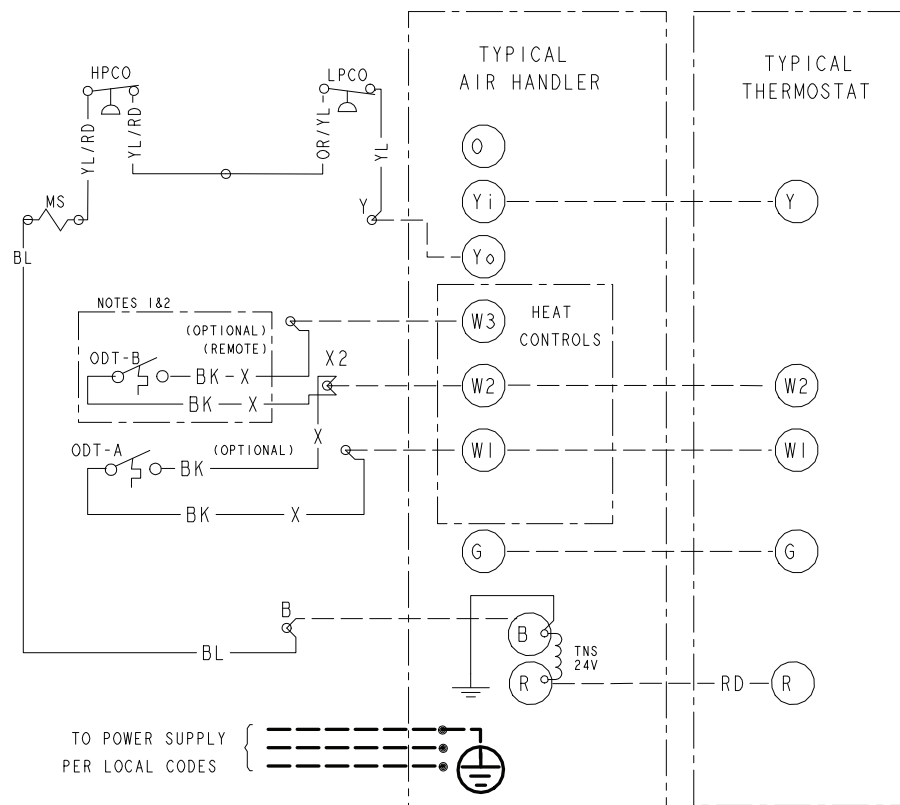 TYPICAL
AIR HANDLER
TYPICAL
THERMOSTAT
HPCO
LPCO
YL/RD
YL/RD
OR/YL
YL
O
MS
Y
Yi
Y
BL
Yo
NOTES 1&2
HEAT
CONTROLS
W3
(OPTIONAL)
(REMOTE)
ODT-B
X2
BK-X
W2
W2
BK X
X
ODT-A
(OPTIONAL)
W1
W1
BK
BK X
G
G
B
B
TNS
24V
BL
R
RD
R
TO POWER SUPPLY
PER LOCAL CODES